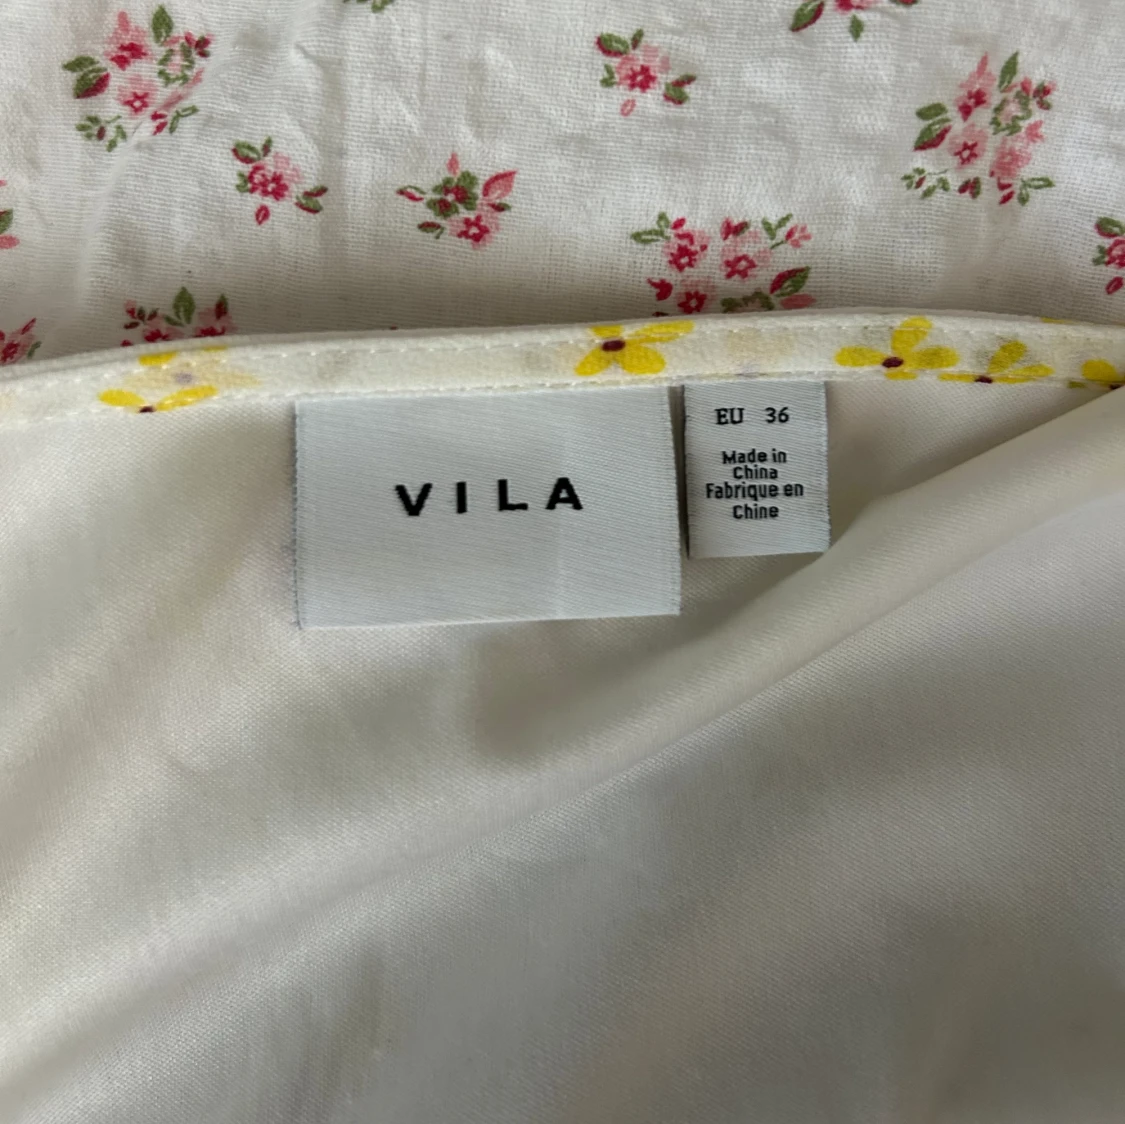 VILA
EU 36
Made in
China
Fabrique en
Chine